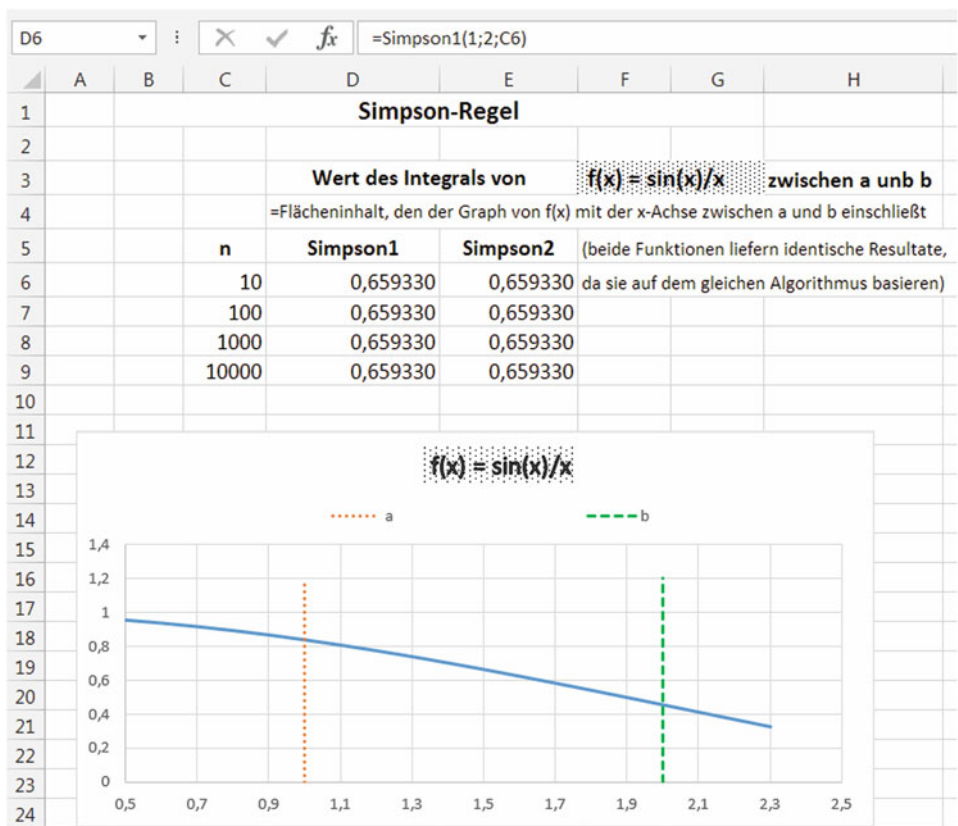 D6 fx =Simpson1(1;2;C6)
A B C D E F G H
1 Simpson-Regel
2
3 Wert des Integrals von f(x) = sin(x)/x zwischen a unb b
4 =Flächeninhalt, den der Graph von f(x) mit der x-Achse zwischen a und b einschließt
5 n Simpson1 Simpson2 (beide Funktionen liefern identische Resultate,
6 10 0,659330 0,659330 da sie auf dem gleichen Algorithmus basieren)
7 100 0,659330 0,659330
8 1000 0,659330 0,659330
9 10000 0,659330 0,659330
10
11
12 f(x) = sin(x)/x
13
14 a b
15 1,4
16 1,2
17 1
18 0,8
19 0,6
20 0,4
21
22 0,2
23 0
24 0,5 0,7 0,9 1,1 1,3 1,5 1,7 1,9 2,1 2,3 2,5